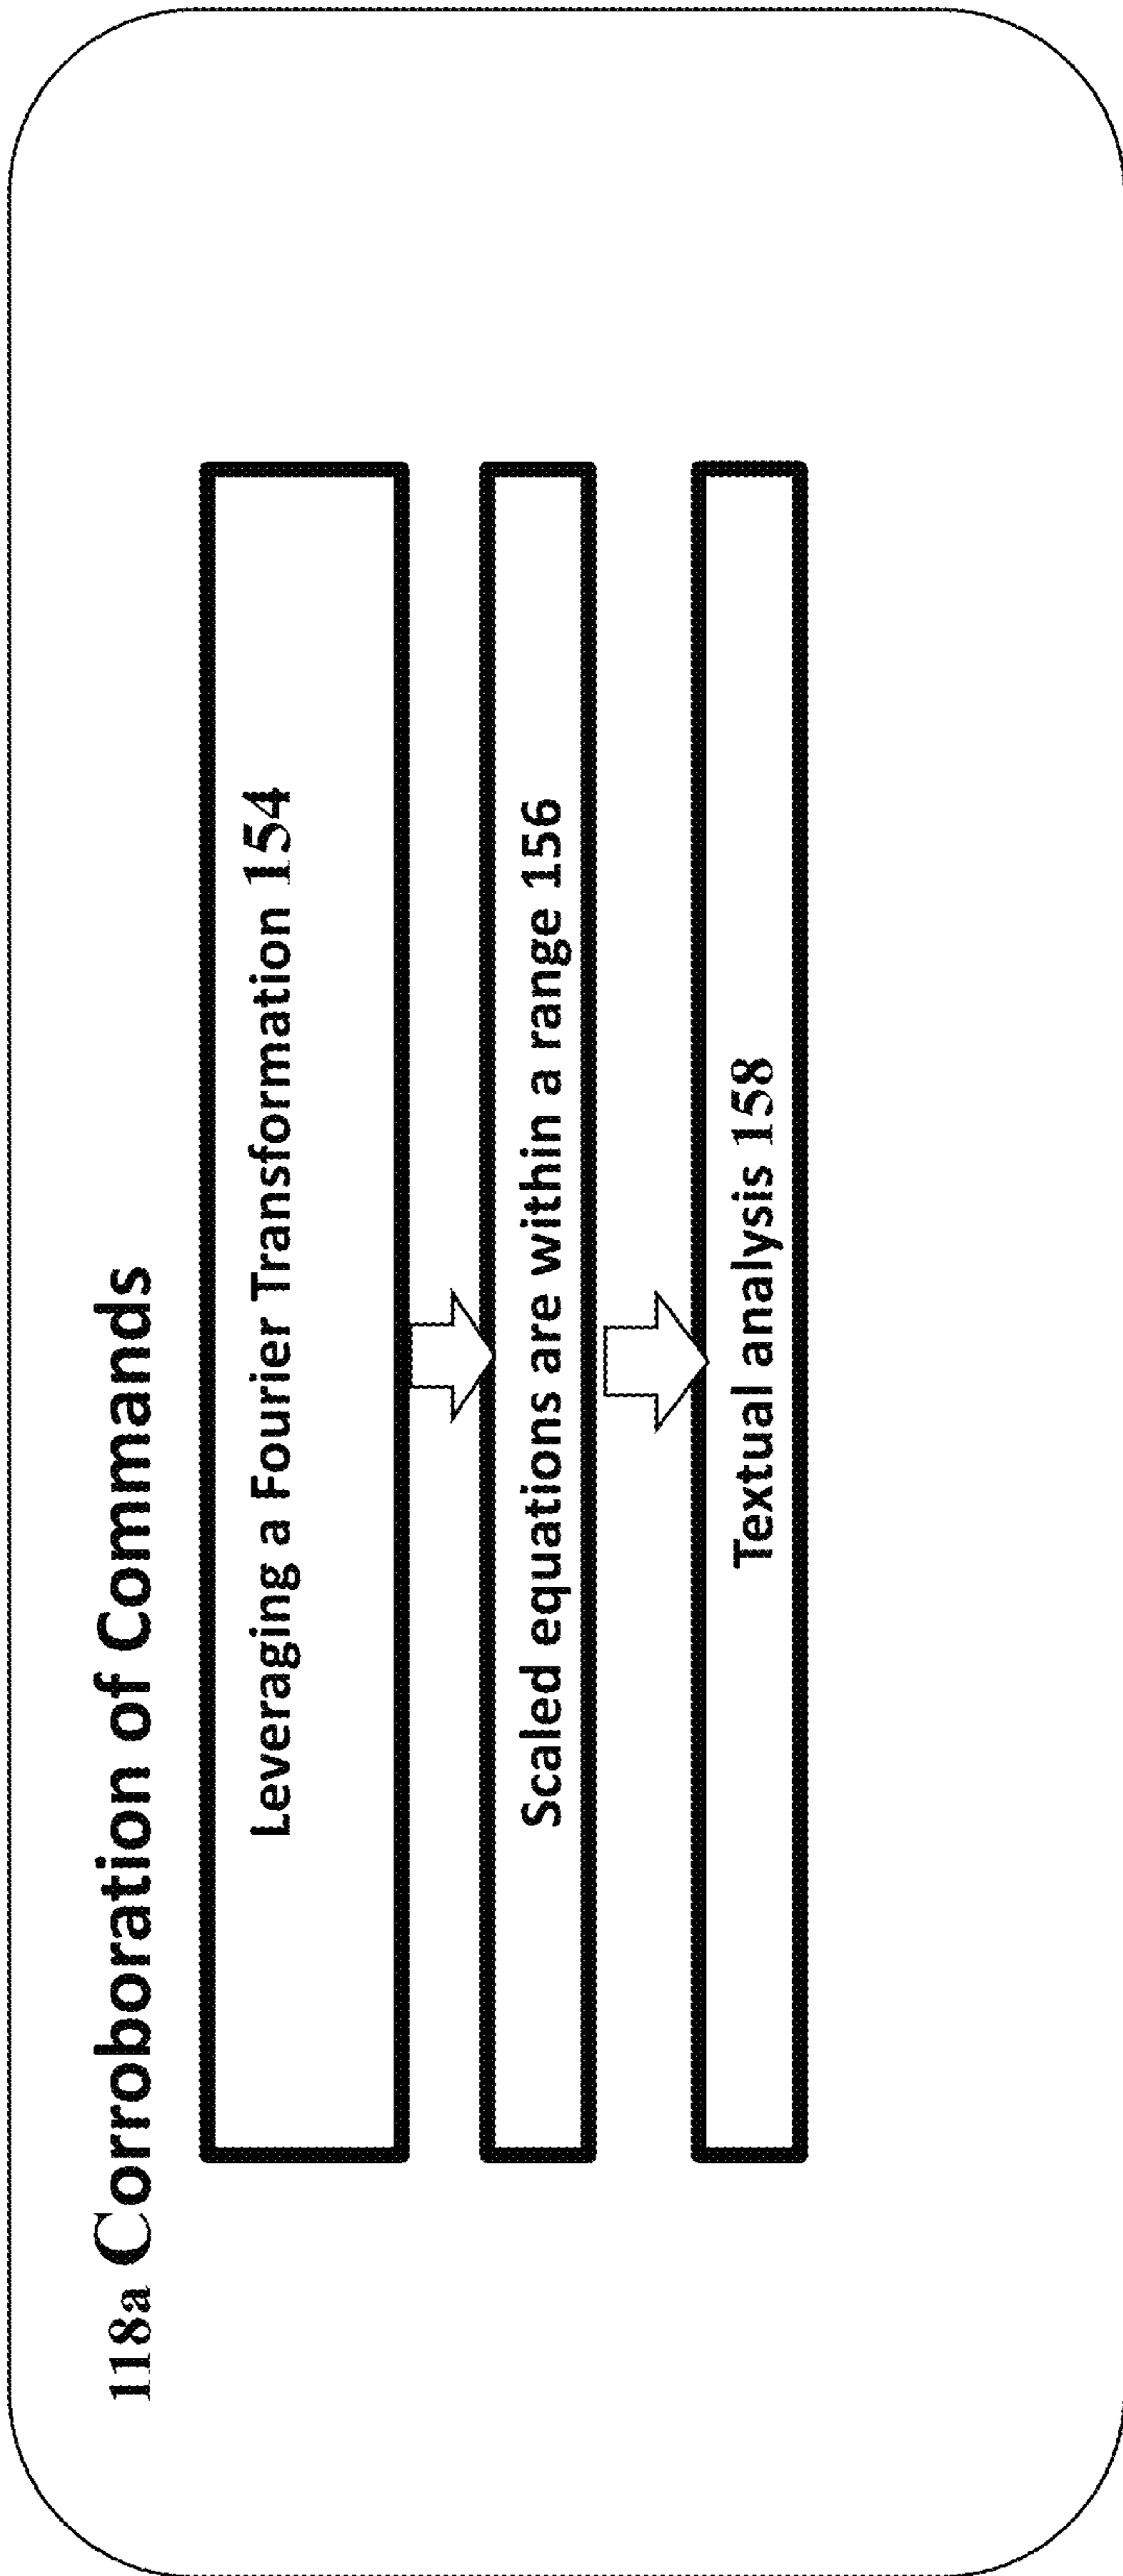 118a Corroboration of Commands
Leveraging a Fourier Transformation 154
Scaled equations are within a range 156
Textual analysis 158